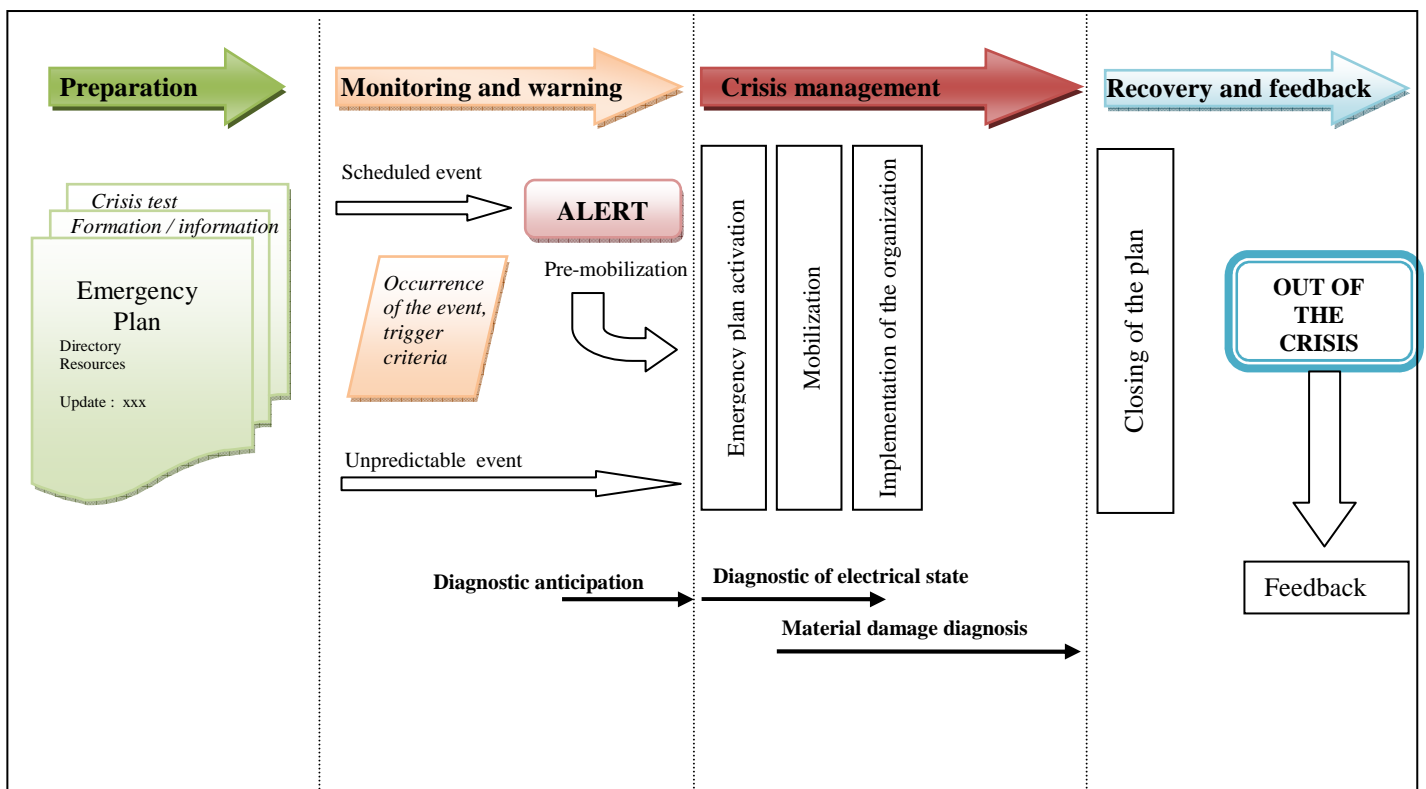 Preparation
Monitoring and warning
Crisis management
Recovery and feedback
Crisis test
Formation / information
Emergency
Plan
Directory
Resources
Update : xxx
Scheduled event
ALERT
Pre-mobilization
Occurrence
of the event,
trigger
criteria
Unpredictable event
Emergency plan activation
Mobilization
Implementation of the organization
Closing of the plan
OUT OF
THE
CRISIS
Feedback
Diagnostic anticipation
Diagnostic of electrical state
Material damage diagnosis